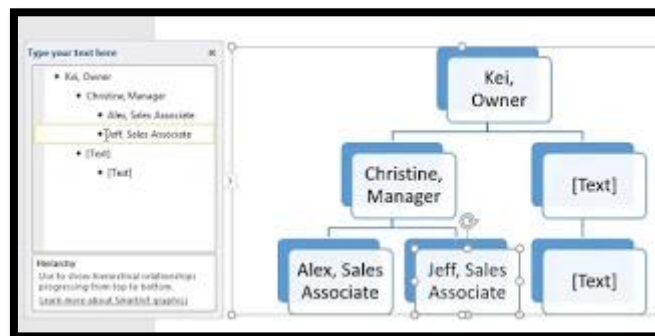 Type your text here
Kei, Owner
Christine, Manager
Alex, Sales Associate
Jeff, Sales Associate
[Text]
[Text]
Hierarchy
Use to show hierarchical relationships
progressing from top to bottom.
Learn more about SmartArt graphics
Kei,
Owner
Christine,
Manager
[Text]
Alex, Sales
Associate
Jeff, Sales
Associate
[Text]